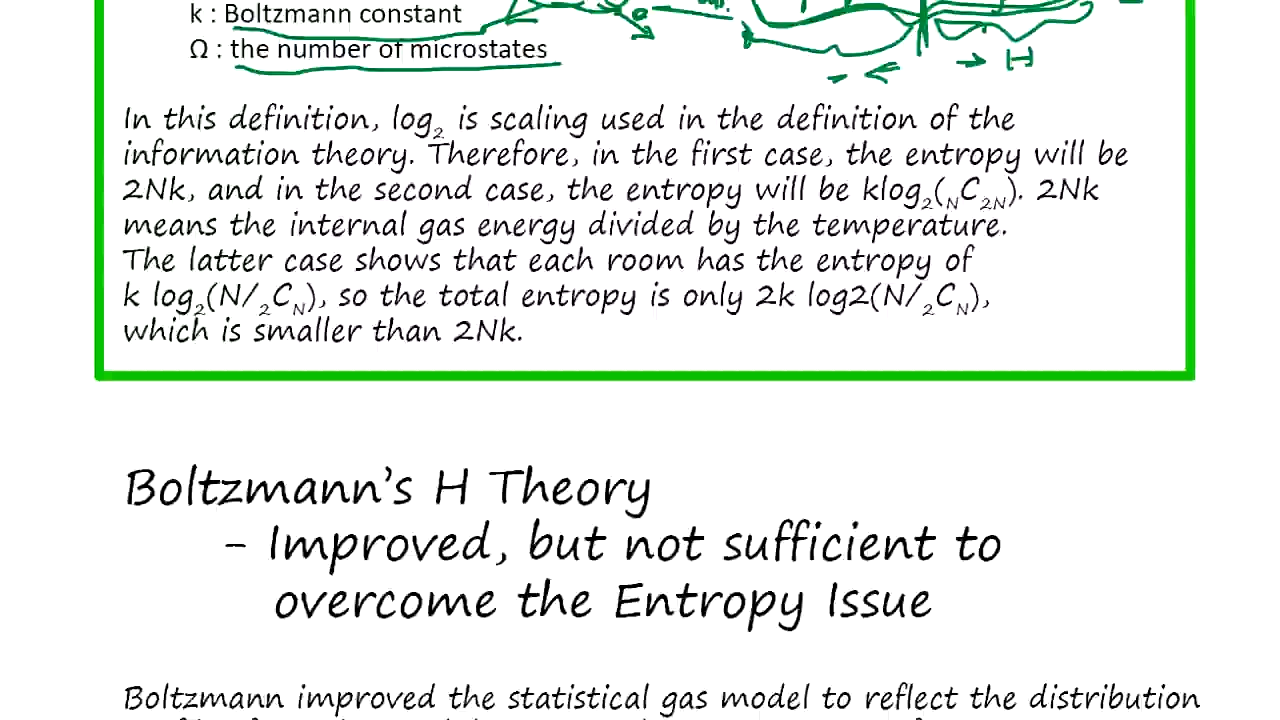 k : Boltzmann constant
Ω : the number of microstates
H
In this definition, log₂ is scaling used in the definition of the
information theory. Therefore, in the first case, the entropy will be
2Nk, and in the second case, the entropy will be klog₂(ₙC₂ₙ). 2Nk
means the internal gas energy divided by the temperature.
The latter case shows that each room has the entropy of
k log₂(N/₂Cₙ), so the total entropy is only 2k log2(N/₂Cₙ),
which is smaller than 2Nk.
Boltzmann’s H Theory
- Improved, but not sufficient to
overcome the Entropy Issue
Boltzmann improved the statistical gas model to reflect the distribution